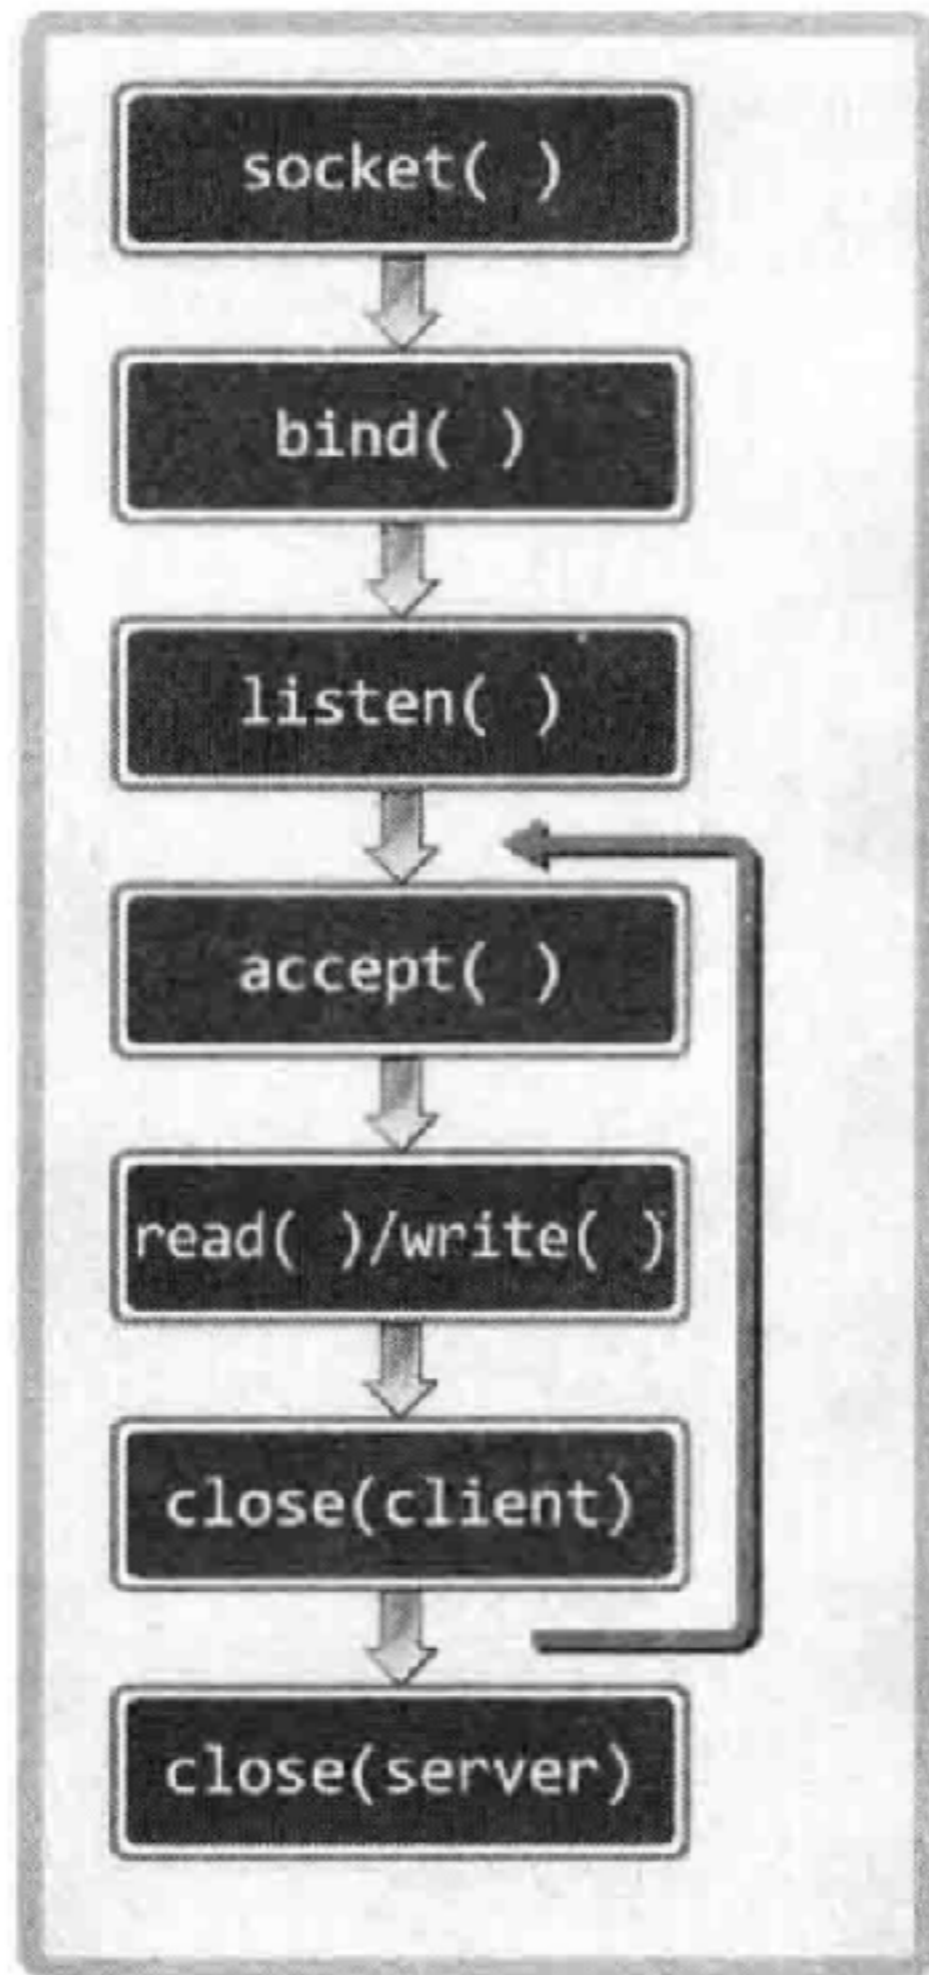 socket( )
bind( )
listen( )
accept( )
read( )/write( )
close(client)
close(server)